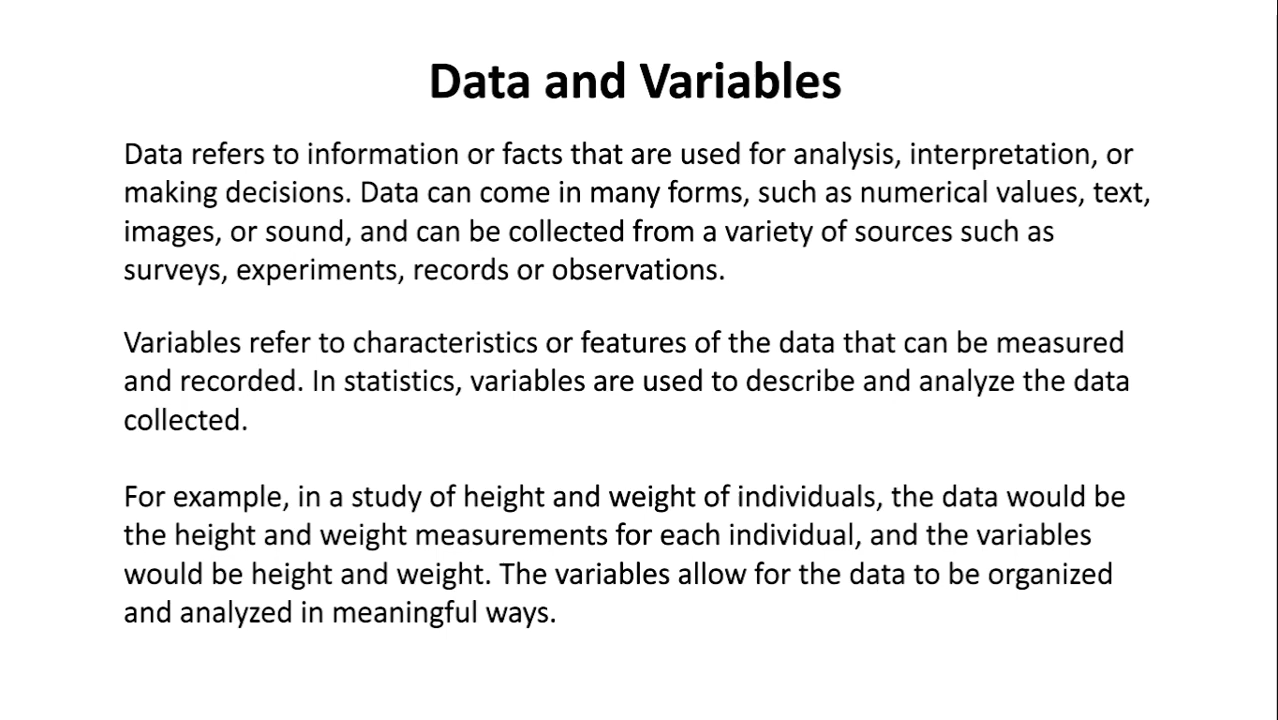 Data and Variables
Data refers to information or facts that are used for analysis, interpretation, or
making decisions. Data can come in many forms, such as numerical values, text,
images, or sound, and can be collected from a variety of sources such as
surveys, experiments, records or observations.
Variables refer to characteristics or features of the data that can be measured
and recorded. In statistics, variables are used to describe and analyze the data
collected.
For example, in a study of height and weight of individuals, the data would be
the height and weight measurements for each individual, and the variables
would be height and weight. The variables allow for the data to be organized
and analyzed in meaningful ways.